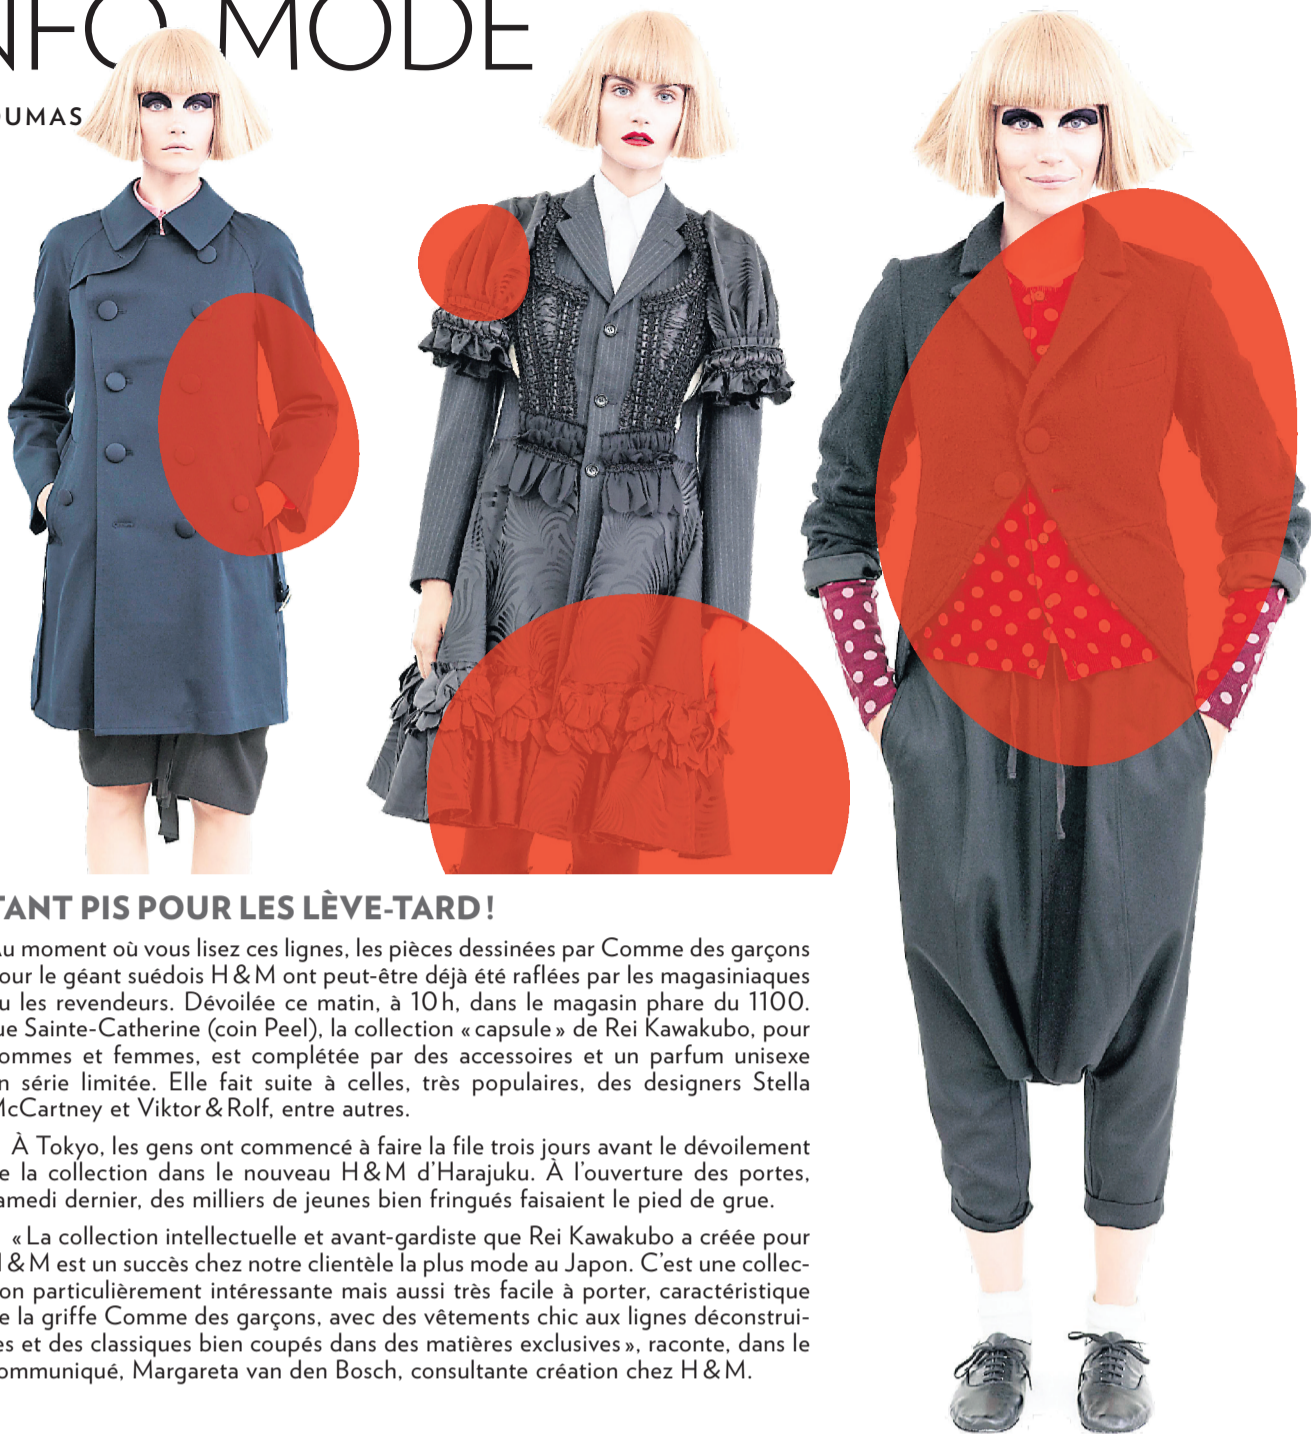 NFO MODE
DUMAS
TANT PIS POUR LES LÈVE-TARD !
Au moment où vous lisez ces lignes, les pièces dessinées par Comme des garçons
our le géant suédois H & M ont peut-être déjà été raflées par les magasiniaques
u les revendeurs. Dévoilée ce matin, à 10 h, dans le magasin phare du 1100.
ue Sainte-Catherine (coin Peel), la collection « capsule » de Rei Kawakubo, pour
ommes et femmes, est complétée par des accessoires et un parfum unisexe
n série limitée. Elle fait suite à celles, très populaires, des designers Stella
McCartney et Viktor & Rolf, entre autres.
À Tokyo, les gens ont commencé à faire la file trois jours avant le dévoilement
e la collection dans le nouveau H & M d'Harajuku. À l'ouverture des portes,
amedi dernier, des milliers de jeunes bien fringués faisaient le pied de grue.
« La collection intellectuelle et avant-gardiste que Rei Kawakubo a créée pour
H & M est un succès chez notre clientèle la plus mode au Japon. C'est une collec-
on particulièrement intéressante mais aussi très facile à porter, caractéristique
e la griffe Comme des garçons, avec des vêtements chic aux lignes déconstrui-
es et des classiques bien coupés dans des matières exclusives », raconte, dans le
ommuniqué, Margareta van den Bosch, consultante création chez H & M.